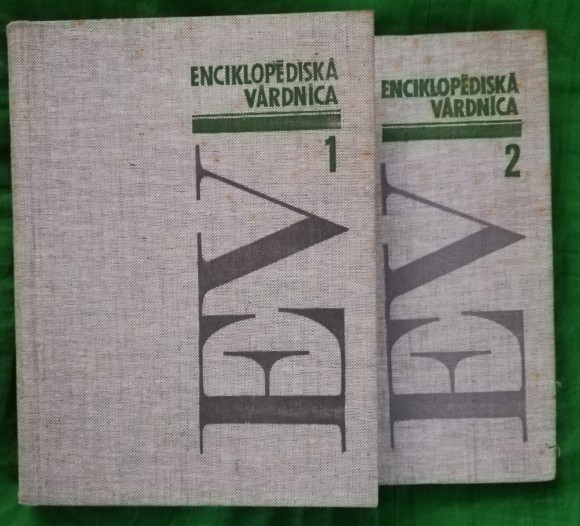 ENCIKLOPĒDISKĀ
VĀRDNĪCA
1
EV
ENCIKLOPĒDISKĀ
VĀRDNĪCA
2
EV